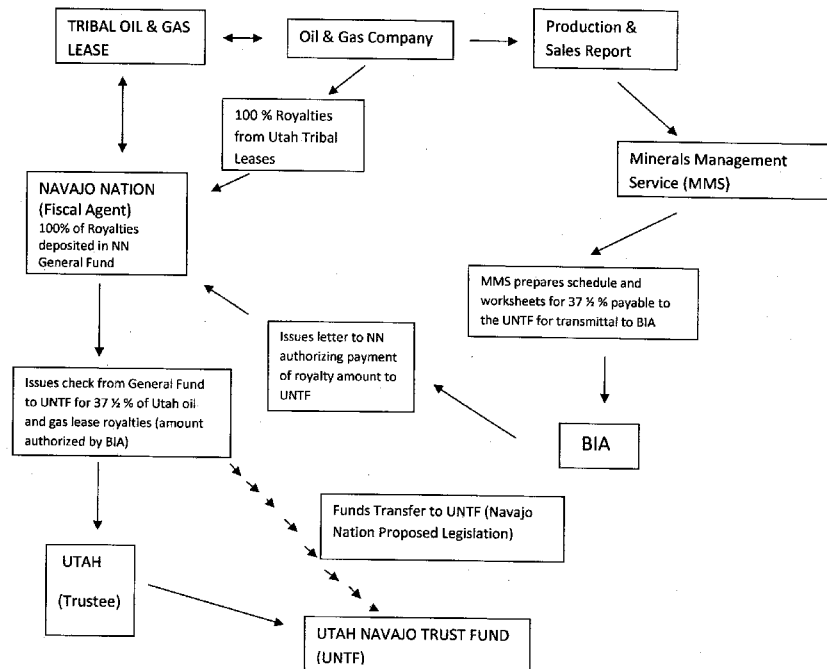 TRIBAL OIL & GAS
LEASE
Oil & Gas Company
Production &
Sales Report
100 % Royalties
from Utah Tribal
Leases
Minerals Management
Service (MMS)
NAVAJO NATION
(Fiscal Agent)
100% of Royalties
deposited in NN
General Fund
MMS prepares schedule and
worksheets for 37 ½ % payable to
the UNTF for transmittal to BIA
Issues letter to NN
authorizing payment
of royalty amount to
UNTF
Issues check from General Fund
to UNTF for 37 ½ % of Utah oil
and gas lease royalties (amount
authorized by BIA)
BIA
Funds Transfer to UNTF (Navajo
Nation Proposed Legislation)
UTAH
(Trustee)
UTAH NAVAJO TRUST FUND
(UNTF)